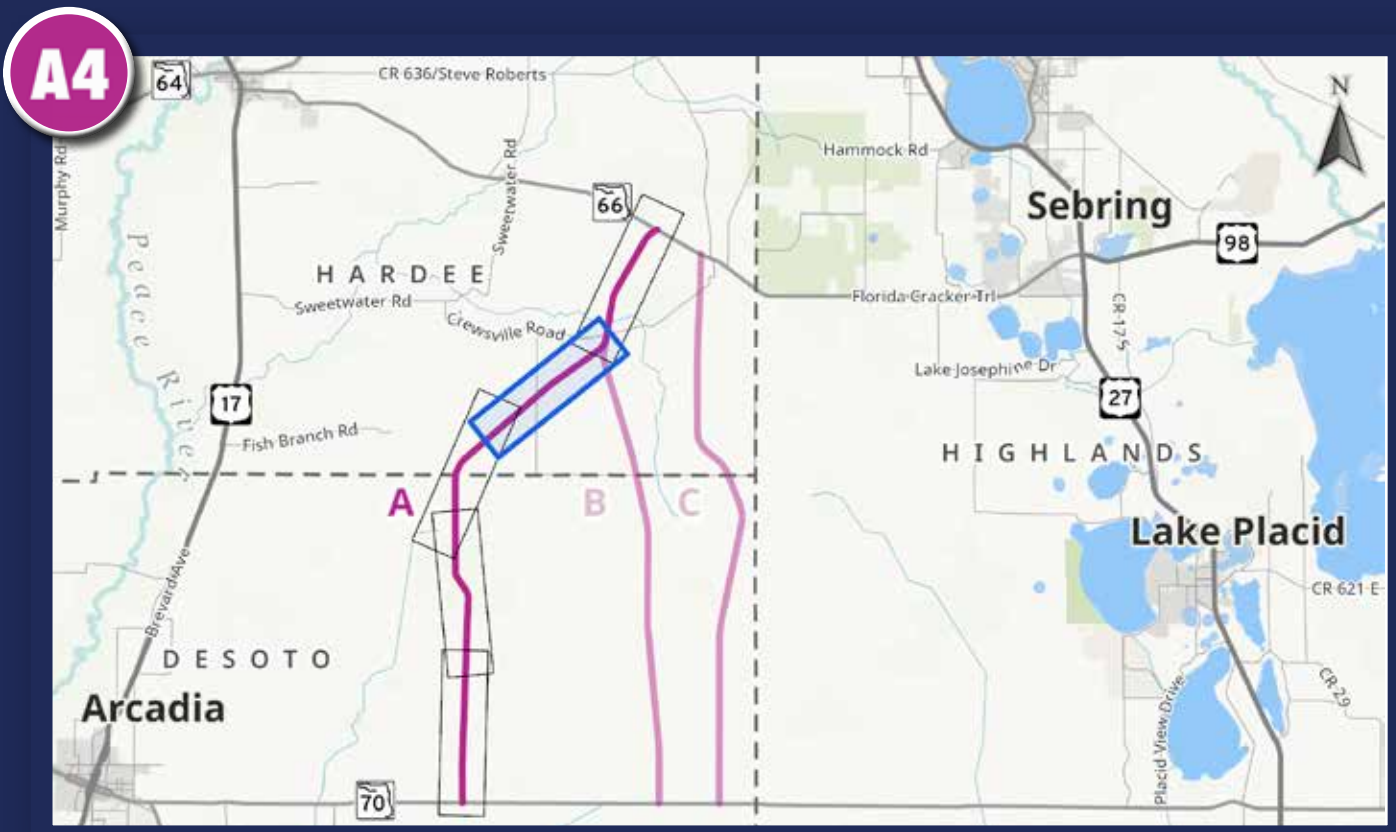 A4
64
CR 636/Steve Roberts
N
Murphy Rd
Sweetwater Rd
Hammock Rd
66
Sebring
98
Peace River
HARDEE
Sweetwater Rd
Crewsville Road
Florida Cracker Trl
CR 17 S
Lake Josephine Dr
17
27
Fish Branch Rd
HIGHLANDS
A
B
C
Lake Placid
Brevard Ave
CR 621 E
DESOTO
Arcadia
Placid View Drive
CR 29
70